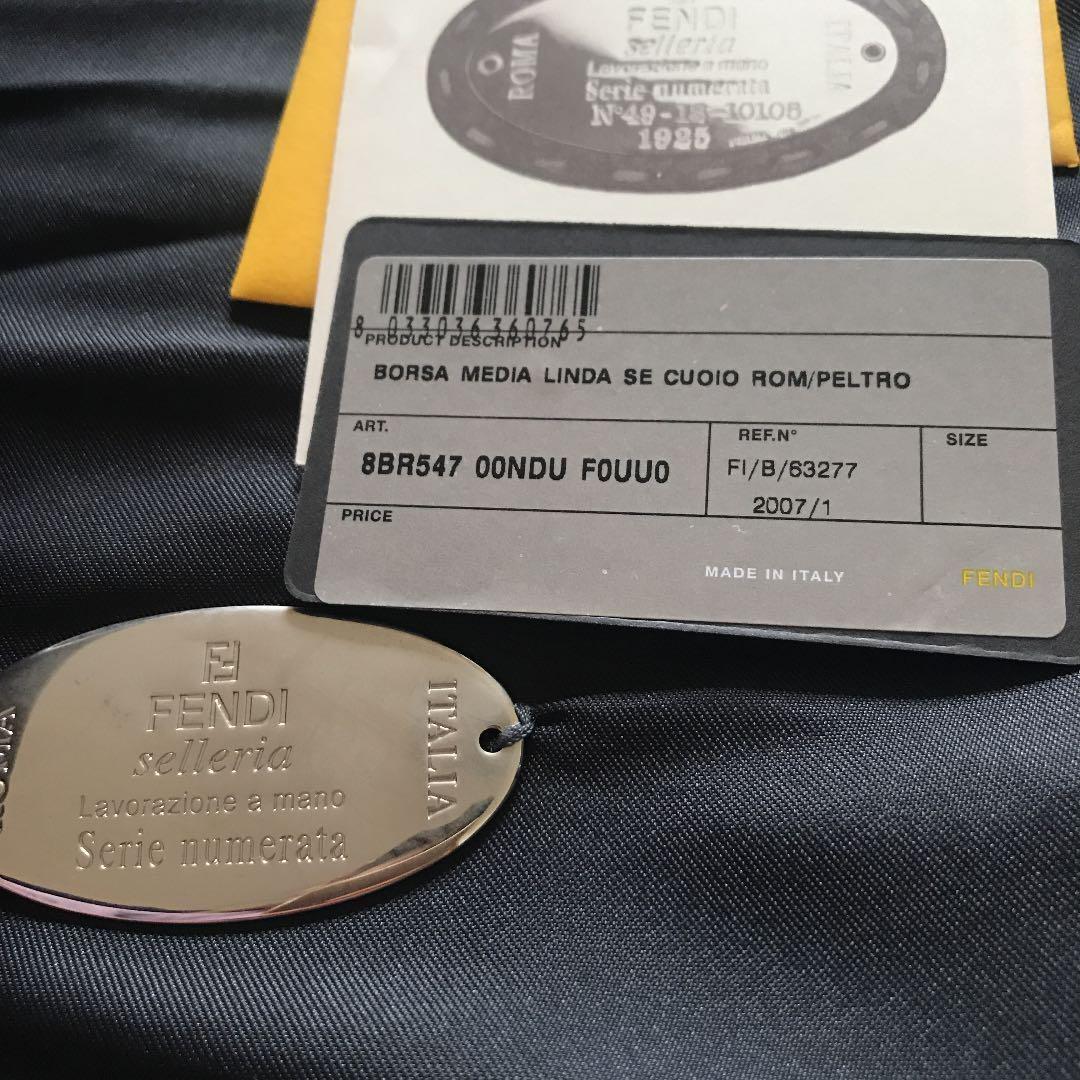 FENDI
selleria
Lavorazione a mano
Serie numerata
N°49-18-10105
1925
ROMA
ITALIA
8 033036 360765
PRODUCT DESCRIPTION
BORSA MEDIA LINDA SE CUOIO ROM/PELTRO
ART.
8BR547 00NDU F0UU0
REF.N°
FI/B/63277
2007/1
SIZE
PRICE
MADE IN ITALY
FENDI
FENDI
selleria
Lavorazione a mano
Serie numerata
ROMA
ITALIA